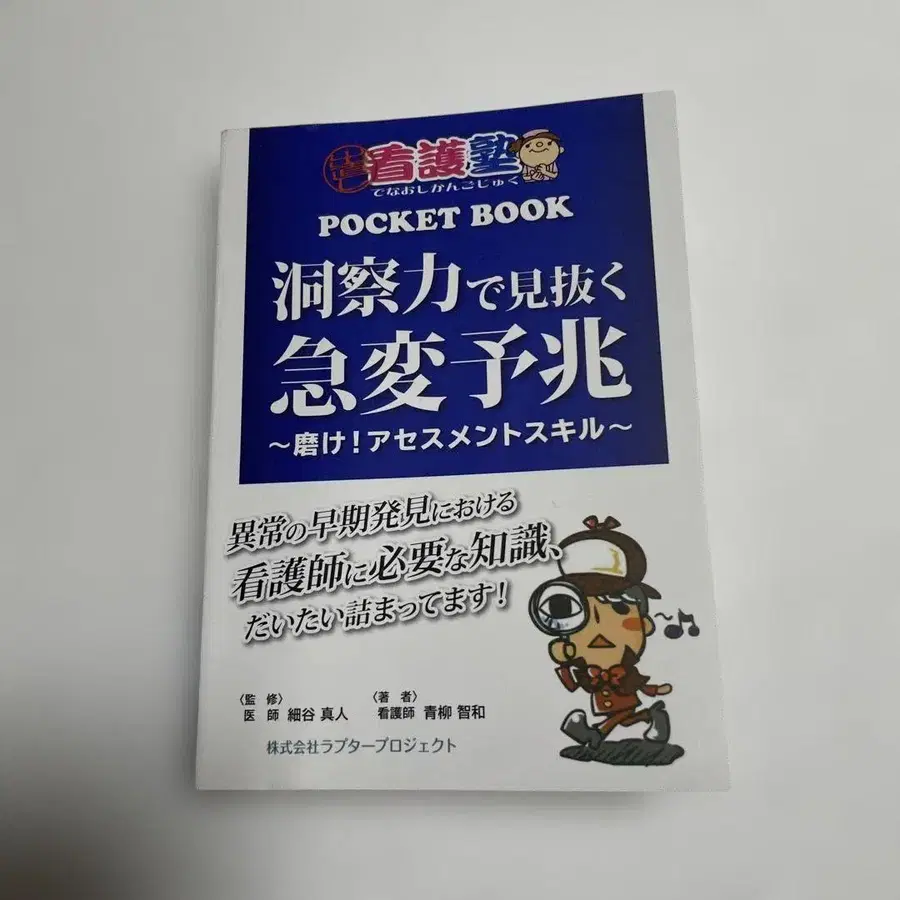 出直し看護塾
でなおしかんごじゅく
POCKET BOOK
洞察力で見抜く
急変予兆
～磨け！アセスメントスキル～
異常の早期発見における
看護師に必要な知識、
だいたい詰まってます！
〈監　修〉　〈著　者〉
医　師　細谷 真人　看護師　青柳 智和
株式会社ラプタープロジェクト